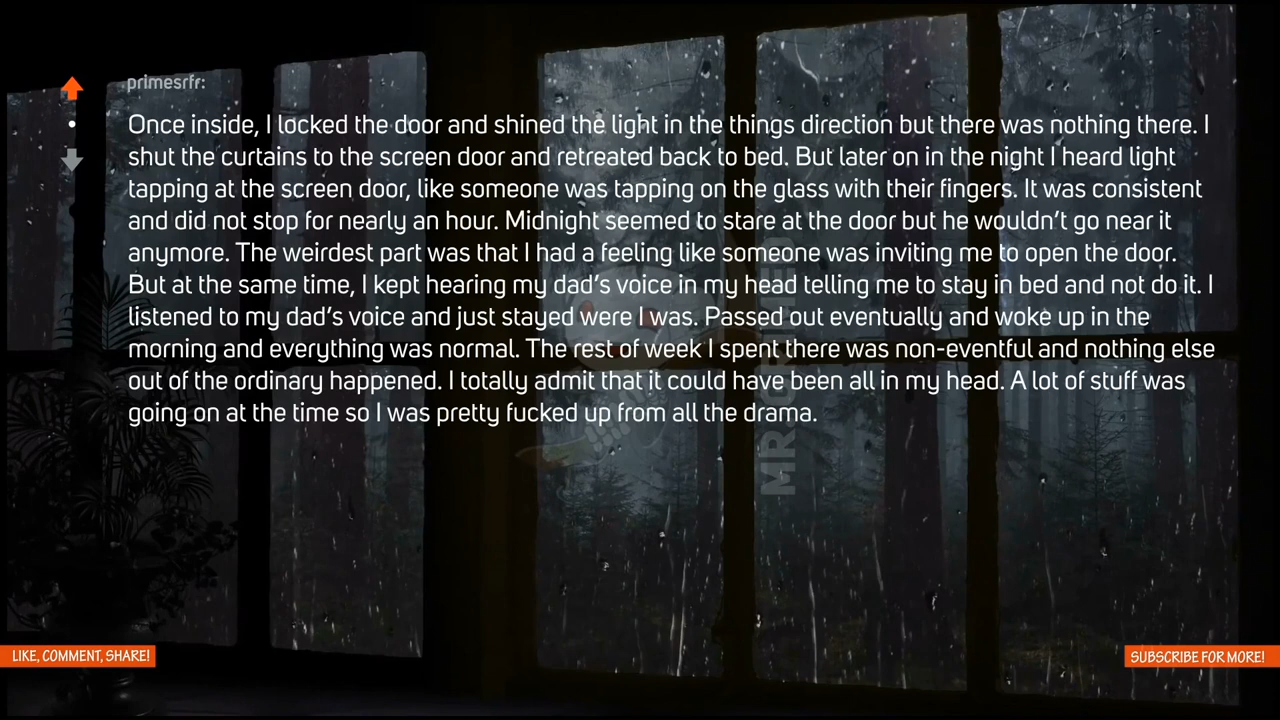 primesrfr:
Once inside, I locked the door and shined the light in the things direction but there was nothing there. I
shut the curtains to the screen door and retreated back to bed. But later on in the night I heard light
tapping at the screen door, like someone was tapping on the glass with their fingers. It was consistent
and did not stop for nearly an hour. Midnight seemed to stare at the door but he wouldn't go near it
anymore. The weirdest part was that I had a feeling like someone was inviting me to open the door.
But at the same time, I kept hearing my dad's voice in my head telling me to stay in bed and not do it. I
listened to my dad's voice and just stayed were I was. Passed out eventually and woke up in the
morning and everything was normal. The rest of week I spent there was non-eventful and nothing else
out of the ordinary happened. I totally admit that it could have been all in my head. A lot of stuff was
going on at the time so I was pretty fucked up from all the drama.
LIKE, COMMENT, SHARE!
SUBSCRIBE FOR MORE!